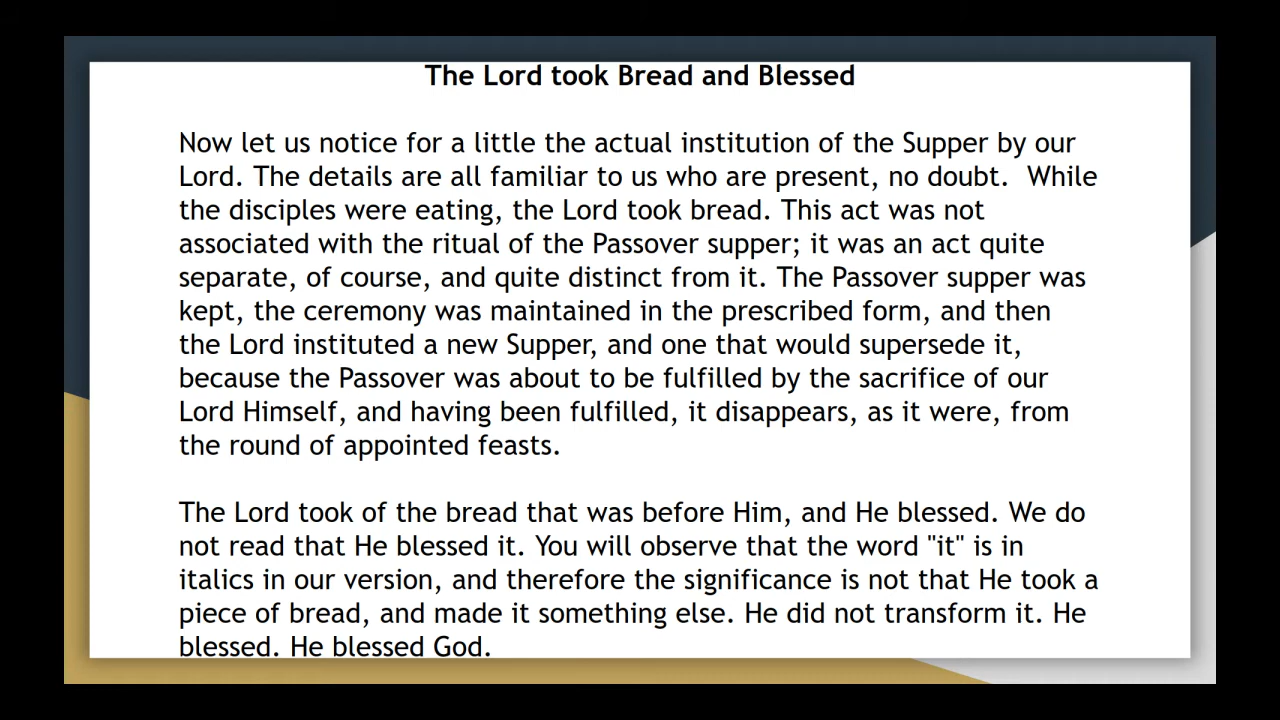 The Lord took Bread and Blessed
Now let us notice for a little the actual institution of the Supper by our
Lord. The details are all familiar to us who are present, no doubt.  While
the disciples were eating, the Lord took bread. This act was not
associated with the ritual of the Passover supper; it was an act quite
separate, of course, and quite distinct from it. The Passover supper was
kept, the ceremony was maintained in the prescribed form, and then
the Lord instituted a new Supper, and one that would supersede it,
because the Passover was about to be fulfilled by the sacrifice of our
Lord Himself, and having been fulfilled, it disappears, as it were, from
the round of appointed feasts.
The Lord took of the bread that was before Him, and He blessed. We do
not read that He blessed it. You will observe that the word "it" is in
italics in our version, and therefore the significance is not that He took a
piece of bread, and made it something else. He did not transform it. He
blessed. He blessed God.